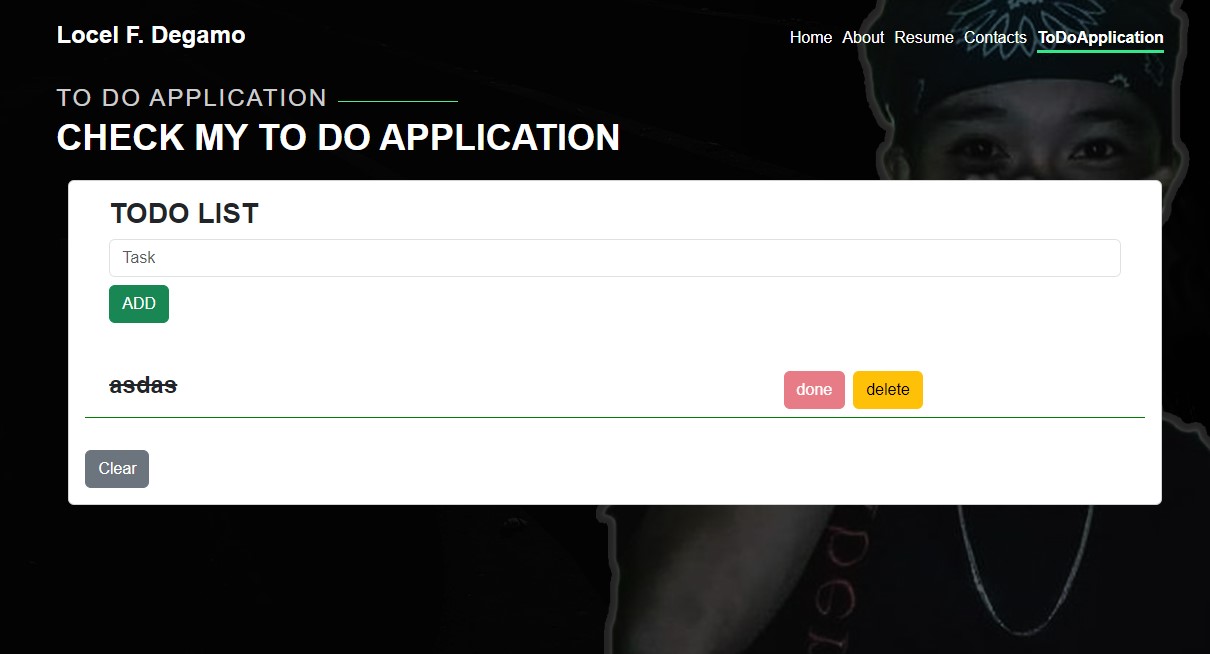 Locel F. Degamo
Home About Resume Contacts ToDoApplication
TO DO APPLICATION
CHECK MY TO DO APPLICATION
TODO LIST
Task
ADD
asdas
done delete
Clear